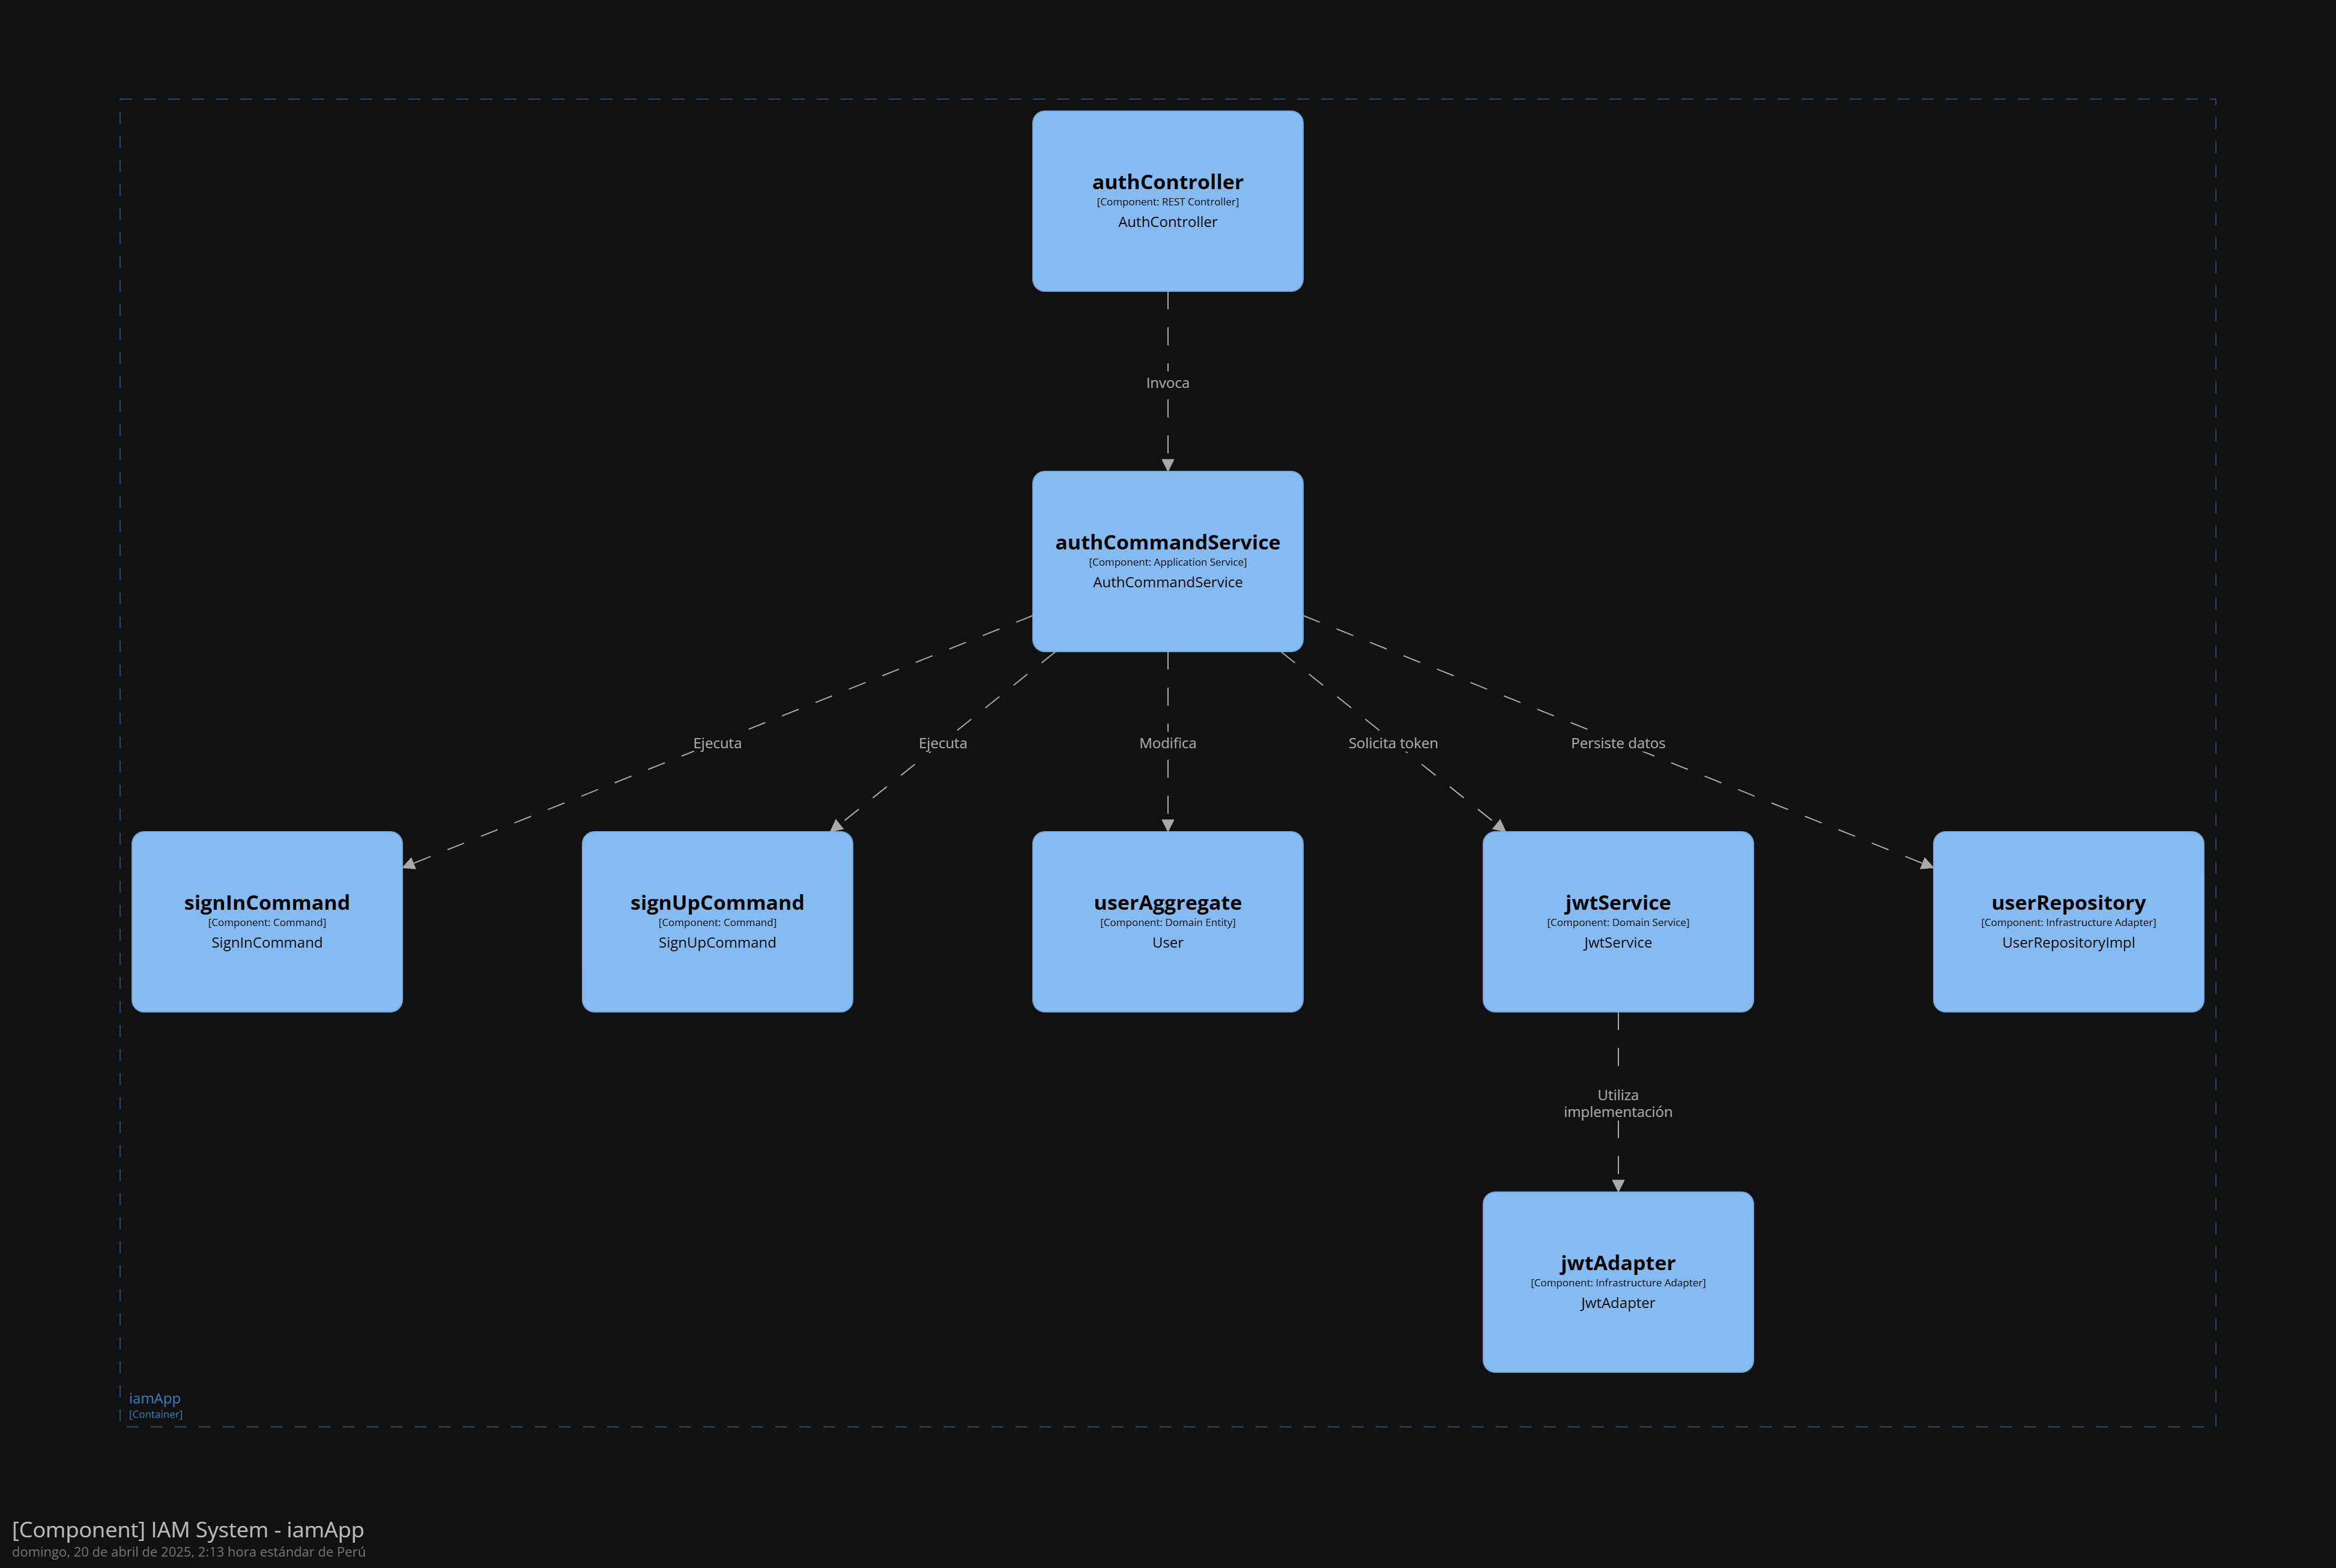 authController
[Component: REST Controller]
AuthController
Invoca
authCommandService
[Component: Application Service]
AuthCommandService
Ejecuta
Ejecuta
Modifica
Solicita token
Persiste datos
signInCommand
[Component: Command]
SignInCommand
signUpCommand
[Component: Command]
SignUpCommand
userAggregate
[Component: Domain Entity]
User
jwtService
[Component: Domain Service]
JwtService
userRepository
[Component: Infrastructure Adapter]
UserRepositoryImpl
Utiliza
implementación
jwtAdapter
[Component: Infrastructure Adapter]
JwtAdapter
iamApp
[Container]
[Component] IAM System - iamApp
domingo, 20 de abril de 2025, 2:13 hora estándar de Perú